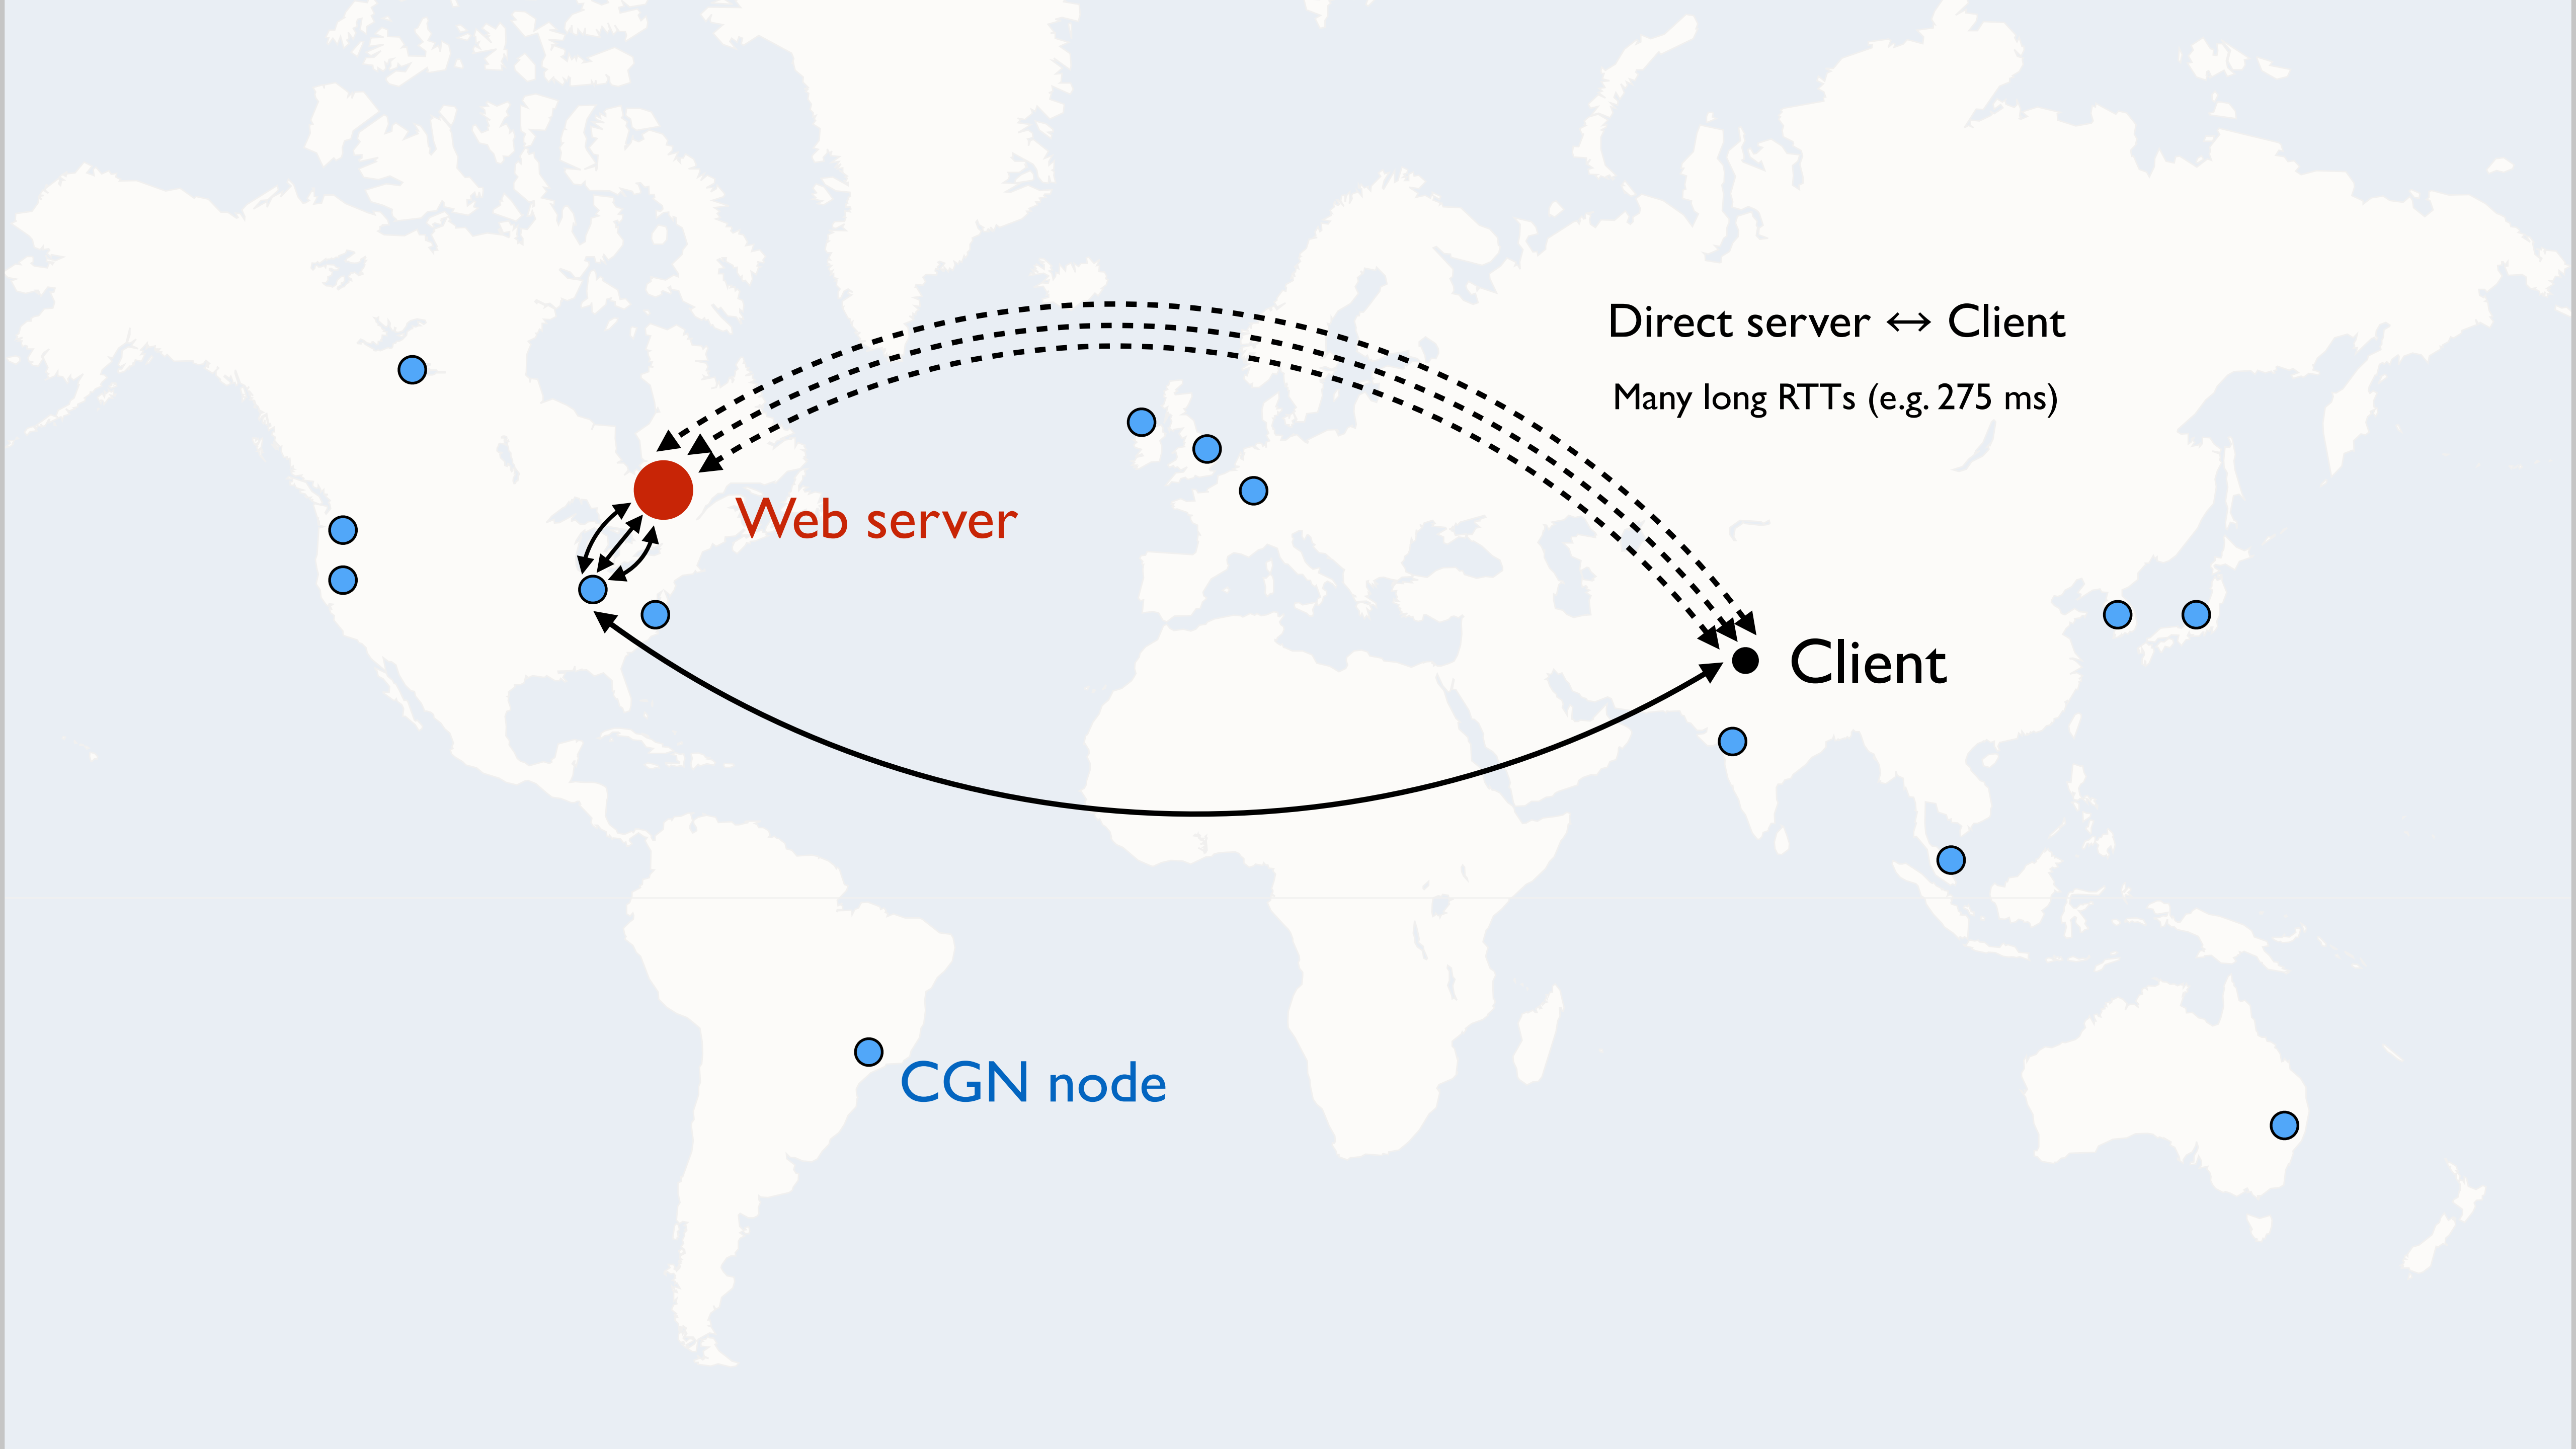 Direct server ↔ Client
Many long RTTs (e.g. 275 ms)
Web server
Client
CGN node